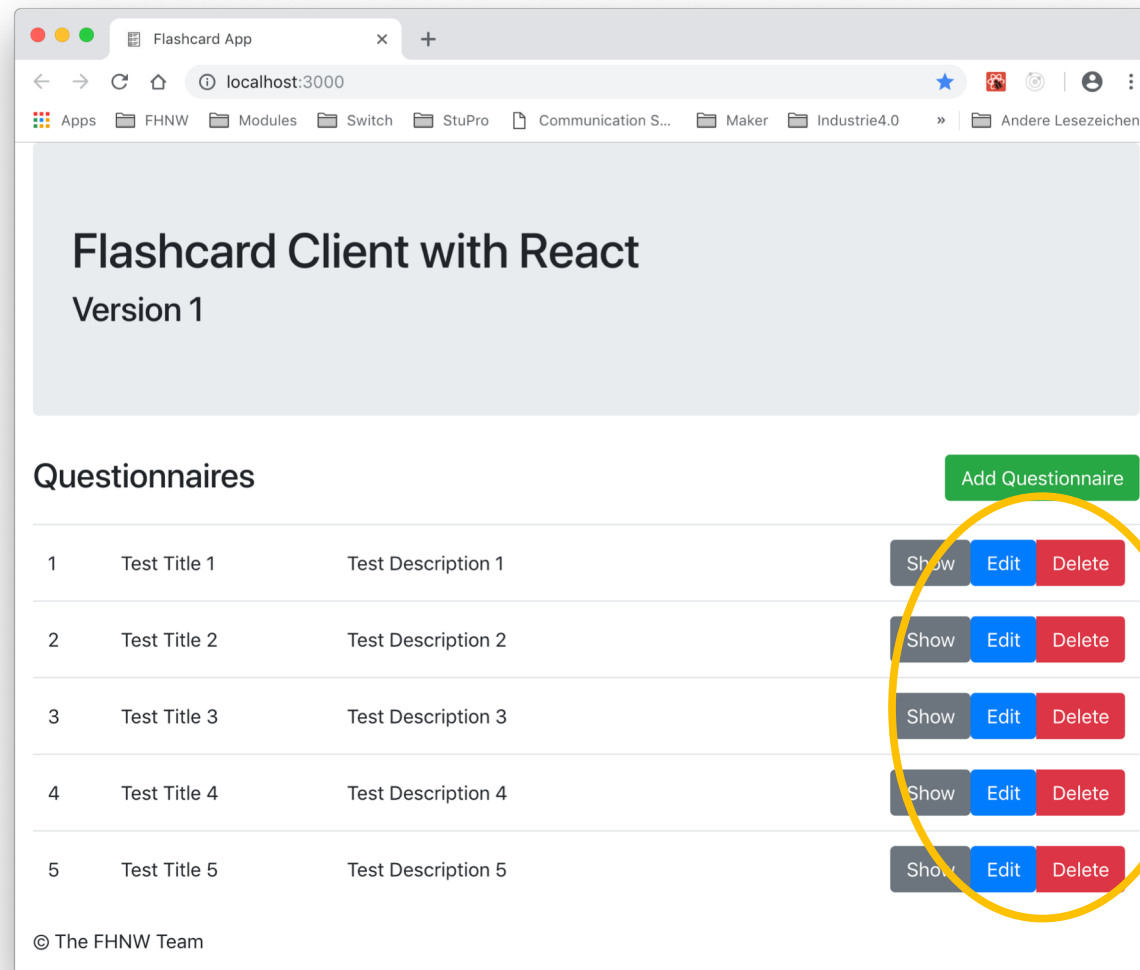 Flashcard App
localhost:3000
Apps FHNW Modules Switch StuPro Communication S... Maker Industrie4.0 » Andere Lesezeichen
Flashcard Client with React
Version 1
Questionnaires Add Questionnaire
1 Test Title 1 Test Description 1 Show Edit Delete
2 Test Title 2 Test Description 2 Show Edit Delete
3 Test Title 3 Test Description 3 Show Edit Delete
4 Test Title 4 Test Description 4 Show Edit Delete
5 Test Title 5 Test Description 5 Show Edit Delete
© The FHNW Team